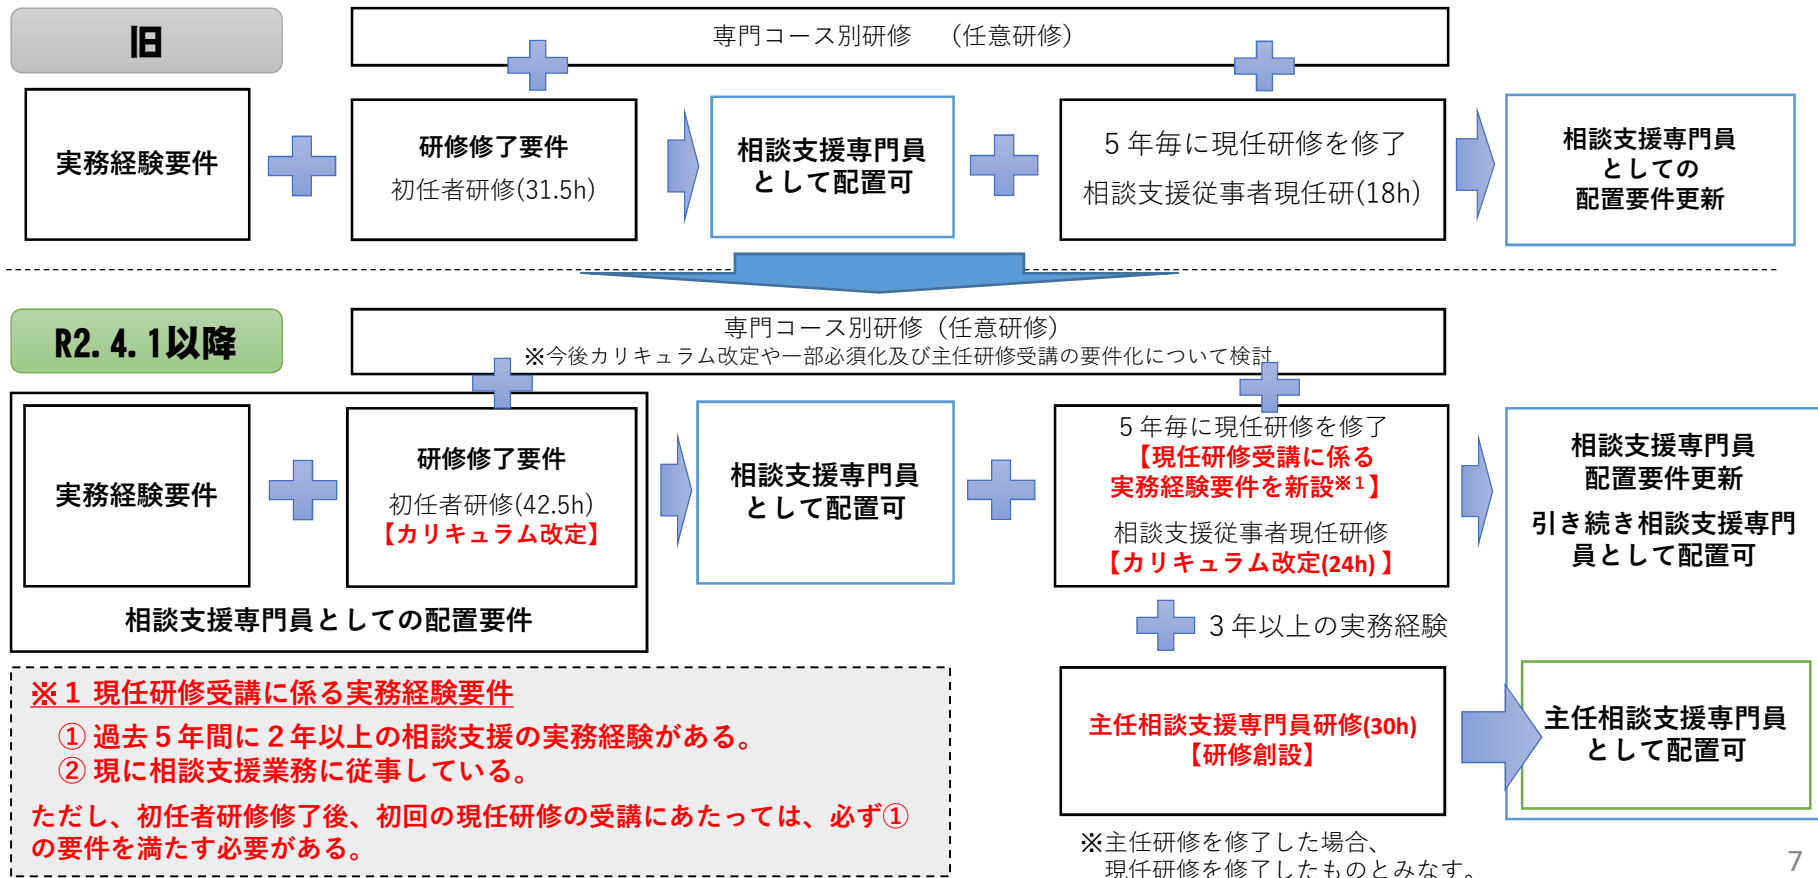 旧
専門コース別研修　（任意研修）
実務経験要件
研修修了要件
初任者研修(31.5h)
相談支援専門員
として配置可
５年毎に現任研修を修了
相談支援従事者現任研(18h)
相談支援専門員
としての
配置要件更新
R2.4.1以降
専門コース別研修（任意研修）
※今後カリキュラム改定や一部必須化及び主任研修受講の要件化について検討
実務経験要件
研修修了要件
初任者研修(42.5h)
【カリキュラム改定】
相談支援専門員としての配置要件
相談支援専門員
として配置可
５年毎に現任研修を修了
【現任研修受講に係る
実務経験要件を新設※1】
相談支援従事者現任研修
【カリキュラム改定(24h) 】
相談支援専門員
配置要件更新
引き続き相談支援専門
員として配置可
３年以上の実務経験
主任相談支援専門員研修(30h)
【研修創設】
主任相談支援専門員
として配置可
※主任研修を修了した場合、
現任研修を修了したものとみなす。
※１ 現任研修受講に係る実務経験要件
① 過去５年間に２年以上の相談支援の実務経験がある。
② 現に相談支援業務に従事している。
ただし、初任者研修修了後、初回の現任研修の受講にあたっては、必ず①
の要件を満たす必要がある。
7